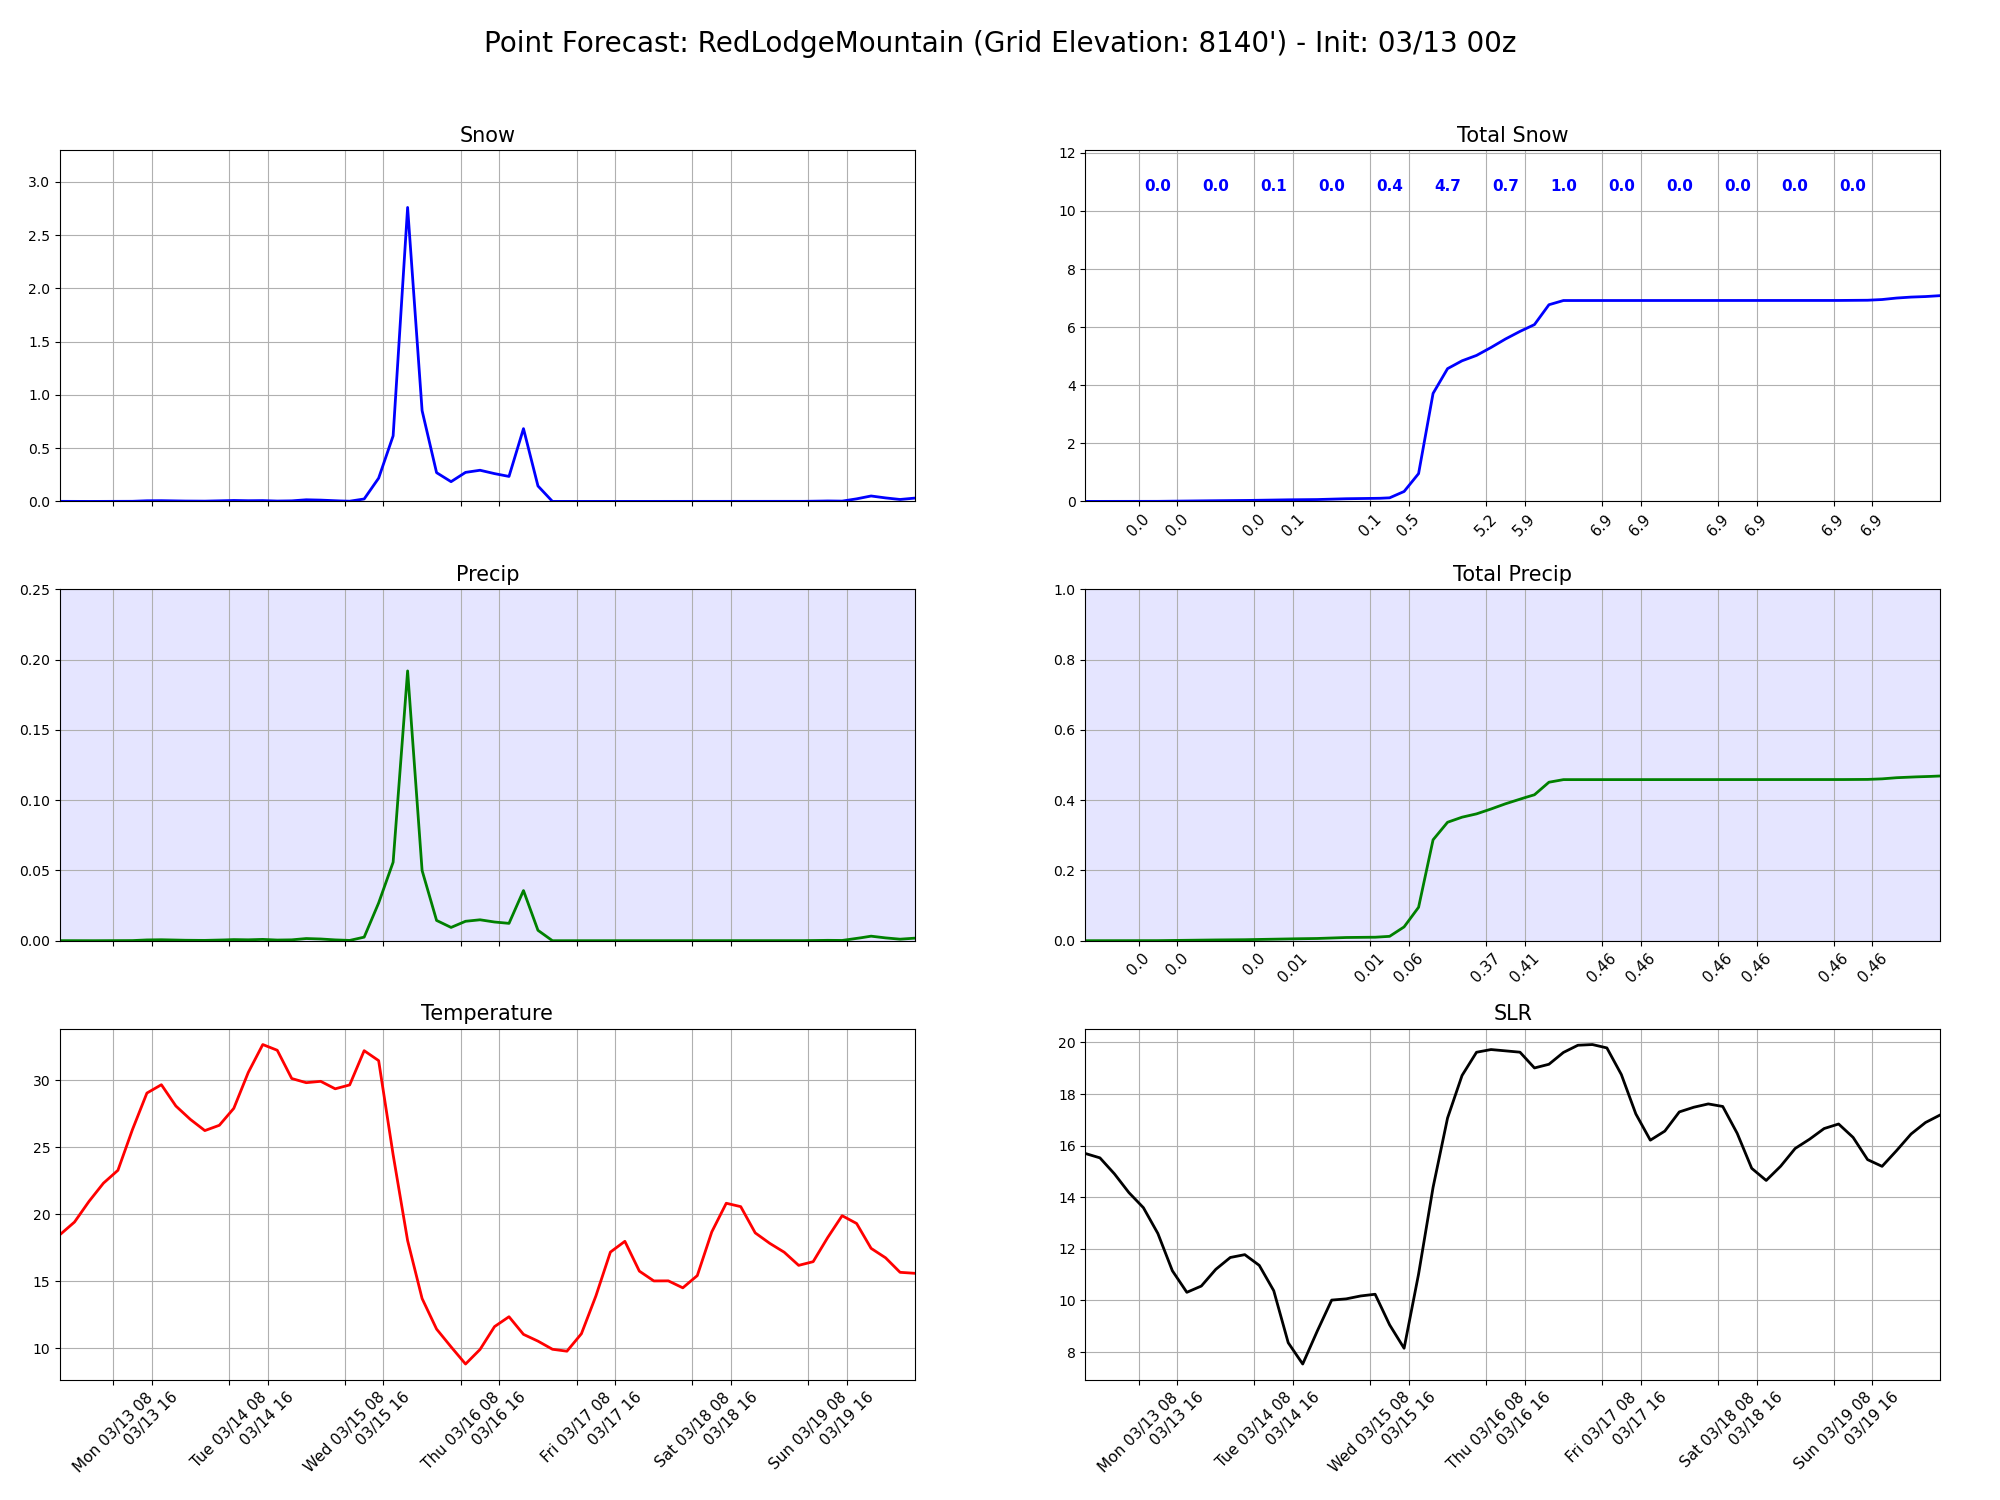 Point Forecast: RedLodgeMountain (Grid Elevation: 8140') - Init: 03/13 00z
Snow
3.0
2.5
2.0
1.5
1.0
0.5
0.0
Total Snow
12
10
8
6
4
2
0
0.0 0.0 0.1 0.0 0.4 4.7 0.7 1.0 0.0 0.0 0.0 0.0 0.0
0.0 0.0 0.0 0.1 0.1 0.5 5.2 5.9 6.9 6.9 6.9 6.9 6.9 6.9
Precip
0.25
0.20
0.15
0.10
0.05
0.00
Total Precip
1.0
0.8
0.6
0.4
0.2
0.0
0.0 0.0 0.0 0.01 0.01 0.06 0.37 0.41 0.46 0.46 0.46 0.46 0.46 0.46
Temperature
30
25
20
15
10
Mon 03/13 08
03/13 16
Tue 03/14 08
03/14 16
Wed 03/15 08
03/15 16
Thu 03/16 08
03/16 16
Fri 03/17 08
03/17 16
Sat 03/18 08
03/18 16
Sun 03/19 08
03/19 16
SLR
20
18
16
14
12
10
8
Mon 03/13 08
03/13 16
Tue 03/14 08
03/14 16
Wed 03/15 08
03/15 16
Thu 03/16 08
03/16 16
Fri 03/17 08
03/17 16
Sat 03/18 08
03/18 16
Sun 03/19 08
03/19 16